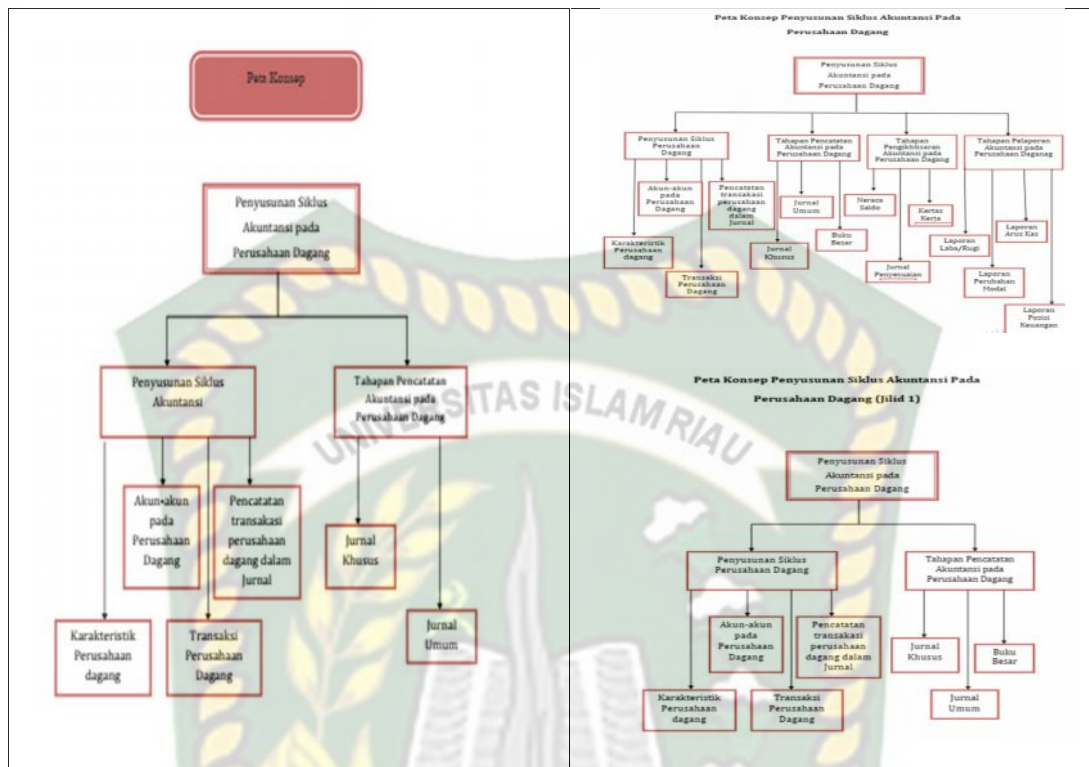 Peta Konsep
Penyusunan Siklus
Akuntansi pada
Perusahaan Dagang
Penyusunan Siklus
Akuntansi
Tahapan Pencatatan
Akuntansi pada
Perusahaan Dagang
Akun-akun
pada
Perusahaan
Dagang
Pencatatan
transakasi
perusahaan
dagang dalam
Jurnal
Jurnal
Khusus
Karakteristik
Perusahaan
dagang
Transaksi
Perusahaan
Dagang
Jurnal
Umum
Peta Konsep Penyusunan Siklus Akuntansi Pada
Perusahaan Dagang
Penyusunan Siklus
Akuntansi pada
Perusahaan Dagang
Penyusunan Siklus
Perusahaan
Dagang
Tahapan Pencatatan
Akuntansi pada
Perusahaan Dagang
Tahapan
Pengikhtisaran
Akuntansi pada
Perusahaan Dagang
Tahapan Pelaporan
Akuntansi pada
Perusahaan Danagag
Akun-akun
pada
Perusahaan
Dagang
Pencatatan
transakasi
perusahaan
dagang
dalam
Jurnal
Jurnal
Umum
Neraca
Saldo
Kertas
Kerja
Laporan
Arus Kas
Karakteristik
Perusahaan
dagang
Jurnal
Khusus
Buku
Besar
Laporan
Laba/Rugi
Transaksi
Perusahaan
Dagang
Jurnal
Penyesuaian
Laporan
Perubahan
Modal
Laporan
Posisi
Keuangan
Peta Konsep Penyusunan Siklus Akuntansi Pada
Perusahaan Dagang (Jilid 1)
Penyusunan Siklus
Akuntansi pada
Perusahaan Dagang
Penyusunan Siklus
Perusahaan Dagang
Tahapan Pencatatan
Akuntansi pada
Perusahaan Dagang
Akun-akun
pada
Perusahaan
Dagang
Pencatatan
transakasi
perusahaan
dagang dalam
Jurnal
Jurnal
Khusus
Buku
Besar
Karakteristik
Perusahaan
dagang
Transaksi
Perusahaan
Dagang
Jurnal
Umum
UNIVERSITAS ISLAM RIAU